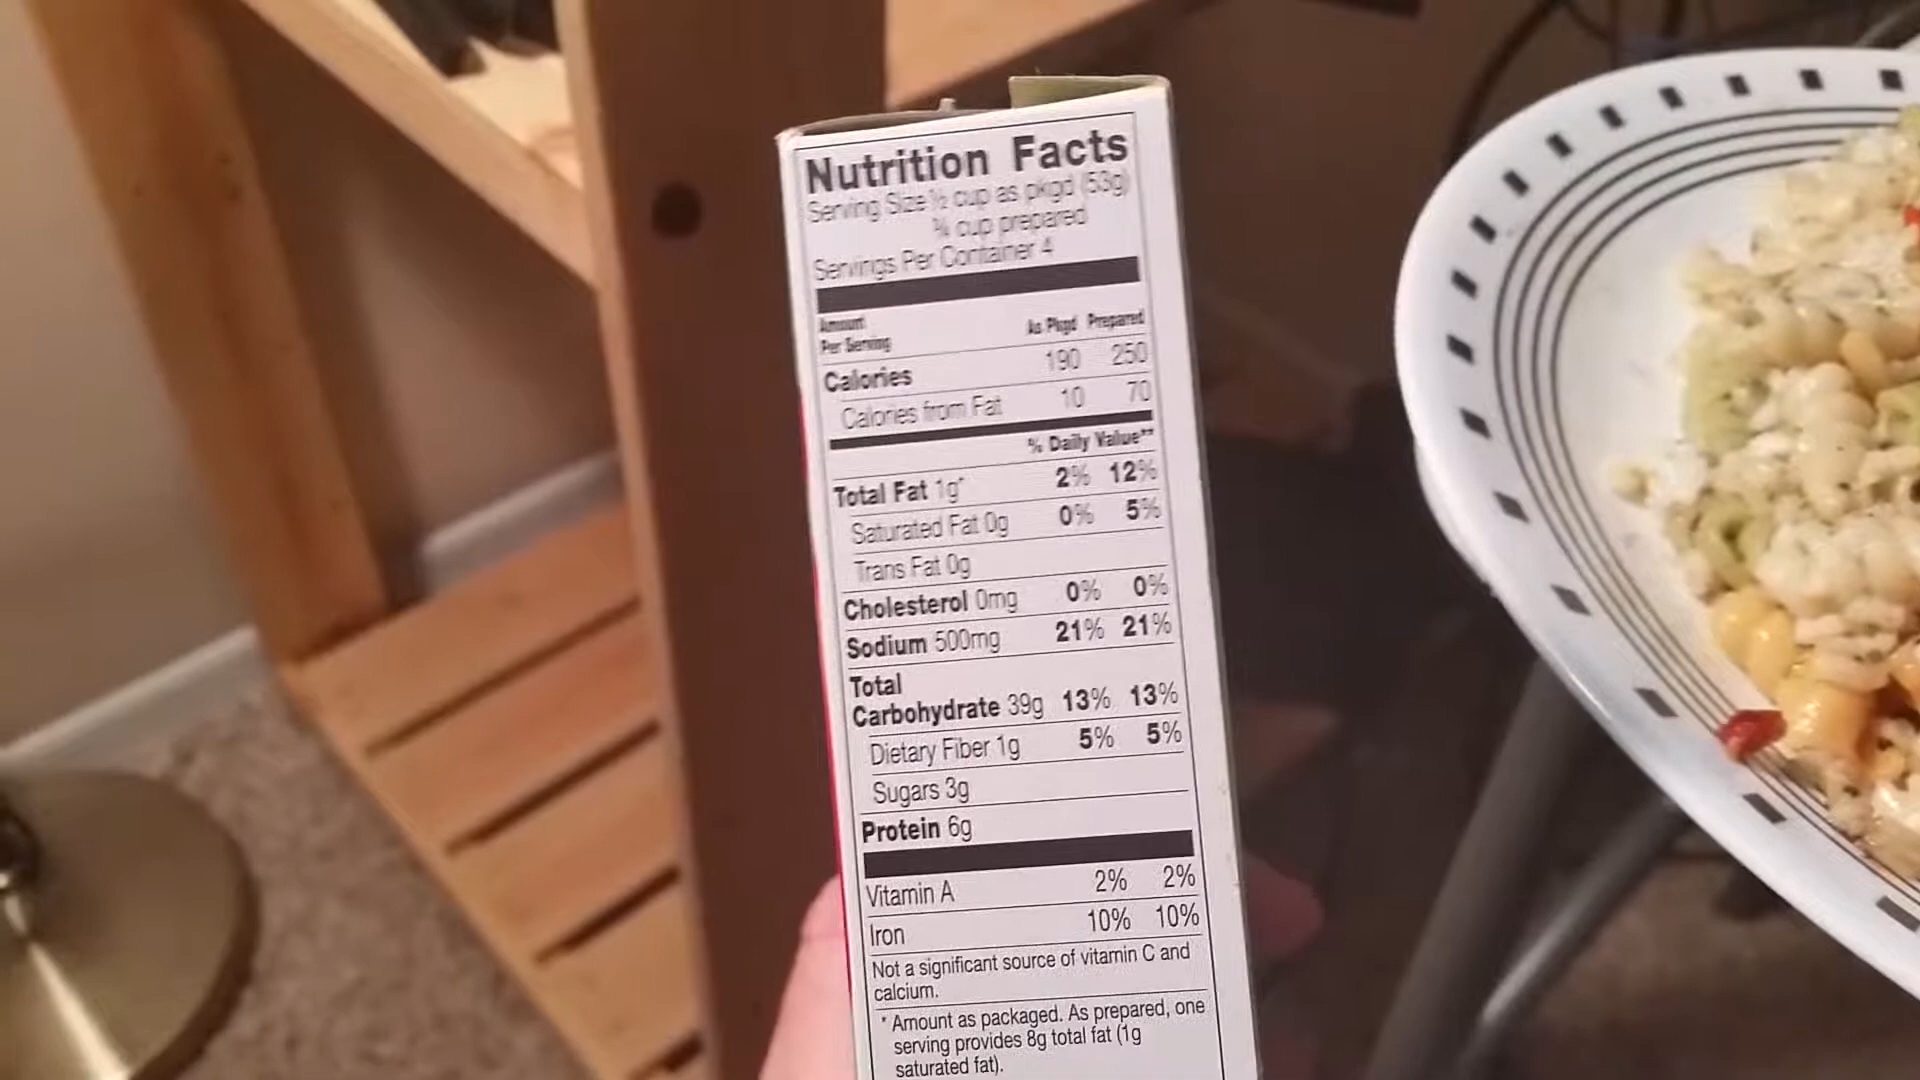 Nutrition Facts
Serving Size ½ cup as pkgd (53g)
¾ cup prepared
Servings Per Container 4
Amount
Per Serving As Pkgd Prepared
Calories 190 250
Calories from Fat 10 70
% Daily Value**
Total Fat 1g* 2% 12%
Saturated Fat 0g 0% 5%
Trans Fat 0g
Cholesterol 0mg 0% 0%
Sodium 500mg 21% 21%
Total
Carbohydrate 39g 13% 13%
Dietary Fiber 1g 5% 5%
Sugars 3g
Protein 6g
Vitamin A 2% 2%
Iron 10% 10%
Not a significant source of vitamin C and
calcium.
* Amount as packaged. As prepared, one
serving provides 8g total fat (1g
saturated fat).